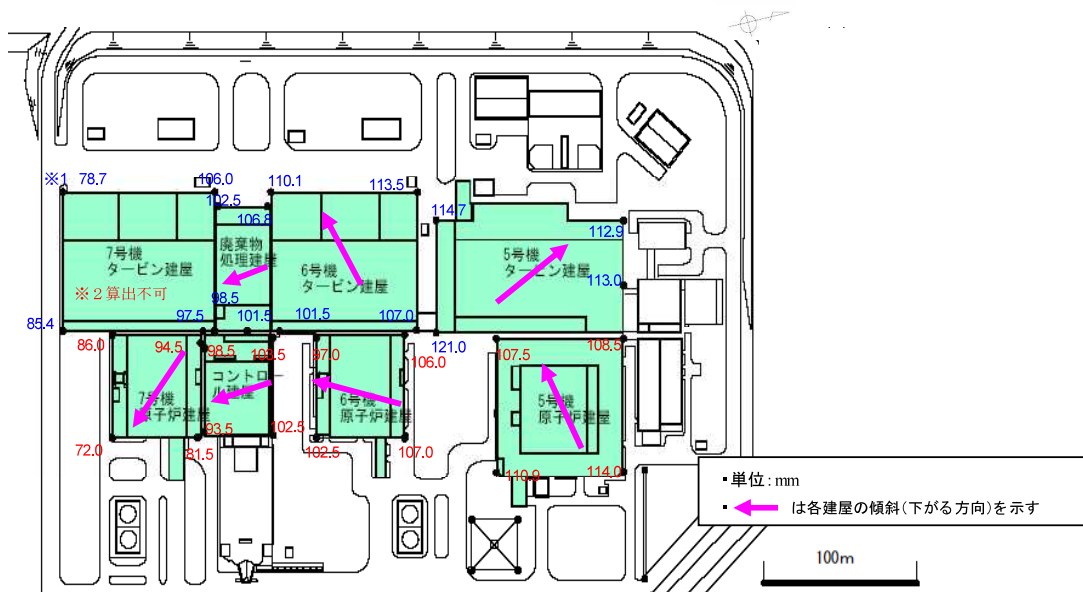 ※1 78.7
106.0
110.1
113.5
102.5
114.7
106.8
112.9
廃棄物
処理建屋
7号機
タービン建屋
6号機
タービン建屋
5号機
タービン建屋
113.0
※２算出不可
98.5
85.4
97.5
101.5
101.5
107.0
121.0
86.0
94.5
98.5
103.5
97.0
106.0
107.5
108.5
コントロー
ル建屋
7号機
原子炉建屋
6号機
原子炉建屋
5号機
原子炉建屋
93.5
102.5
72.0
81.5
102.5
107.0
110.9
114.0
▪単位: mm
▪ は各建屋の傾斜(下がる方向)を示す
100m